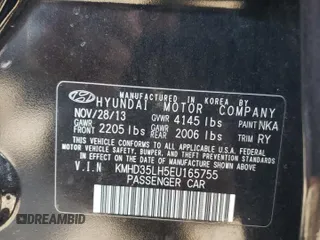 MANUFACTURED IN KOREA BY
HYUNDAI MOTOR COMPANY
NOV/28/13 GVWR 4145 lbs PAINT NKA
GAWR FRONT 2205 lbs GAWR REAR 2006 lbs TRIM RY
THIS VEHICLE CONFORMS TO ALL APPLICABLE
U.S. FEDERAL MOTOR VEHICLE SAFETY, BUMPER,
AND THEFT PREVENTION STANDARDS IN EFFECT
ON THE DATE OF MANUFACTURE SHOWN ABOVE.
V.I.N KMHD35LH5EU165755
PASSENGER CAR
DREAMBID